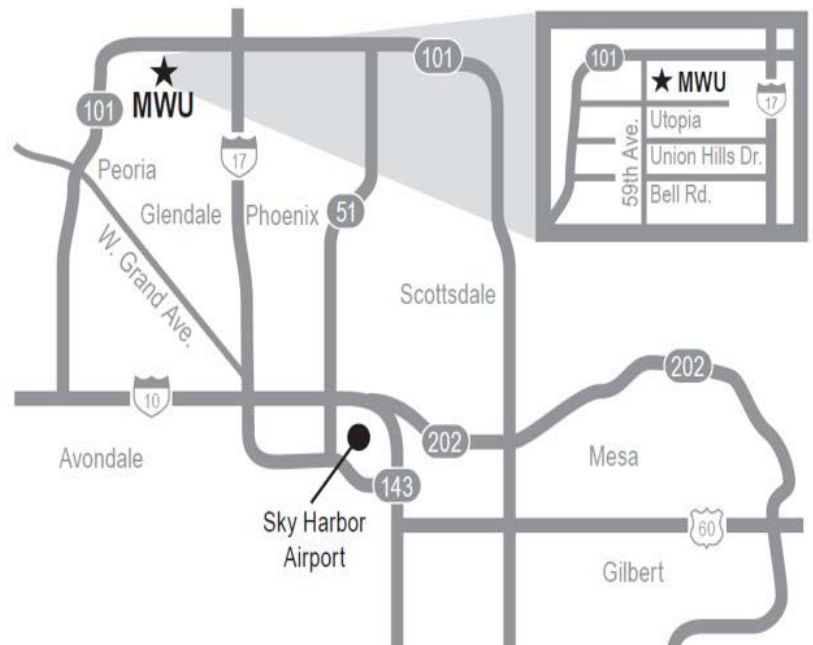 101
101
★ MWU
17
Utopia
Union Hills Dr.
59th Ave.
Bell Rd.
101
101
★
MWU
17
Peoria
Glendale
Phoenix
51
W. Grand Ave.
Scottsdale
10
202
202
Avondale
Mesa
143
Sky Harbor
Airport
60
Gilbert